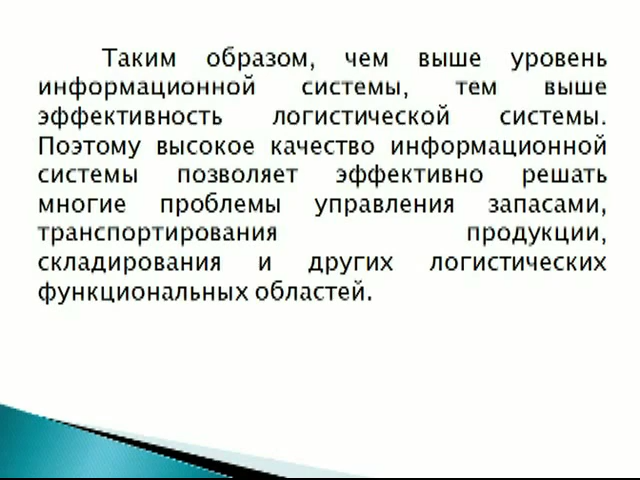 Таким образом, чем выше уровень
информационной системы, тем выше
эффективность логистической системы.
Поэтому высокое качество информационной
системы позволяет эффективно решать
многие проблемы управления запасами,
транспортирования продукции,
складирования и других логистических
функциональных областей.